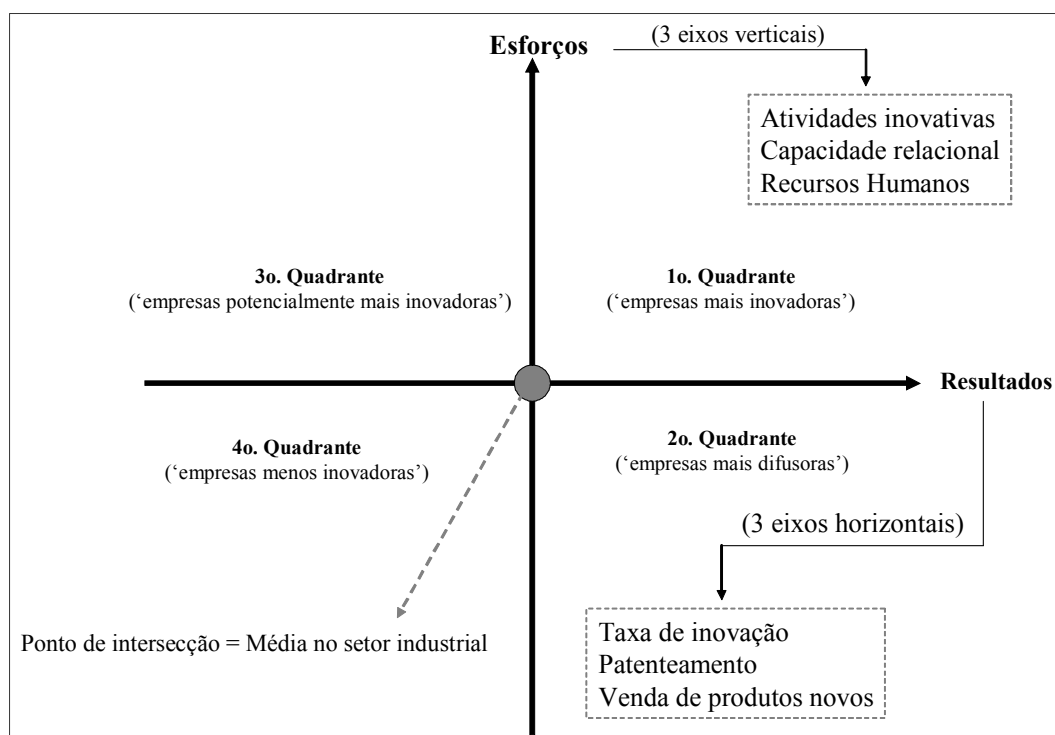 Esforços
(3 eixos verticais)
Atividades inovativas
Capacidade relacional
Recursos Humanos
3o. Quadrante
(‘empresas potencialmente mais inovadoras’)
1o. Quadrante
(‘empresas mais inovadoras’)
Resultados
4o. Quadrante
(‘empresas menos inovadoras’)
2o. Quadrante
(‘empresas mais difusoras’)
(3 eixos horizontais)
Ponto de intersecção = Média no setor industrial
Taxa de inovação
Patenteamento
Venda de produtos novos